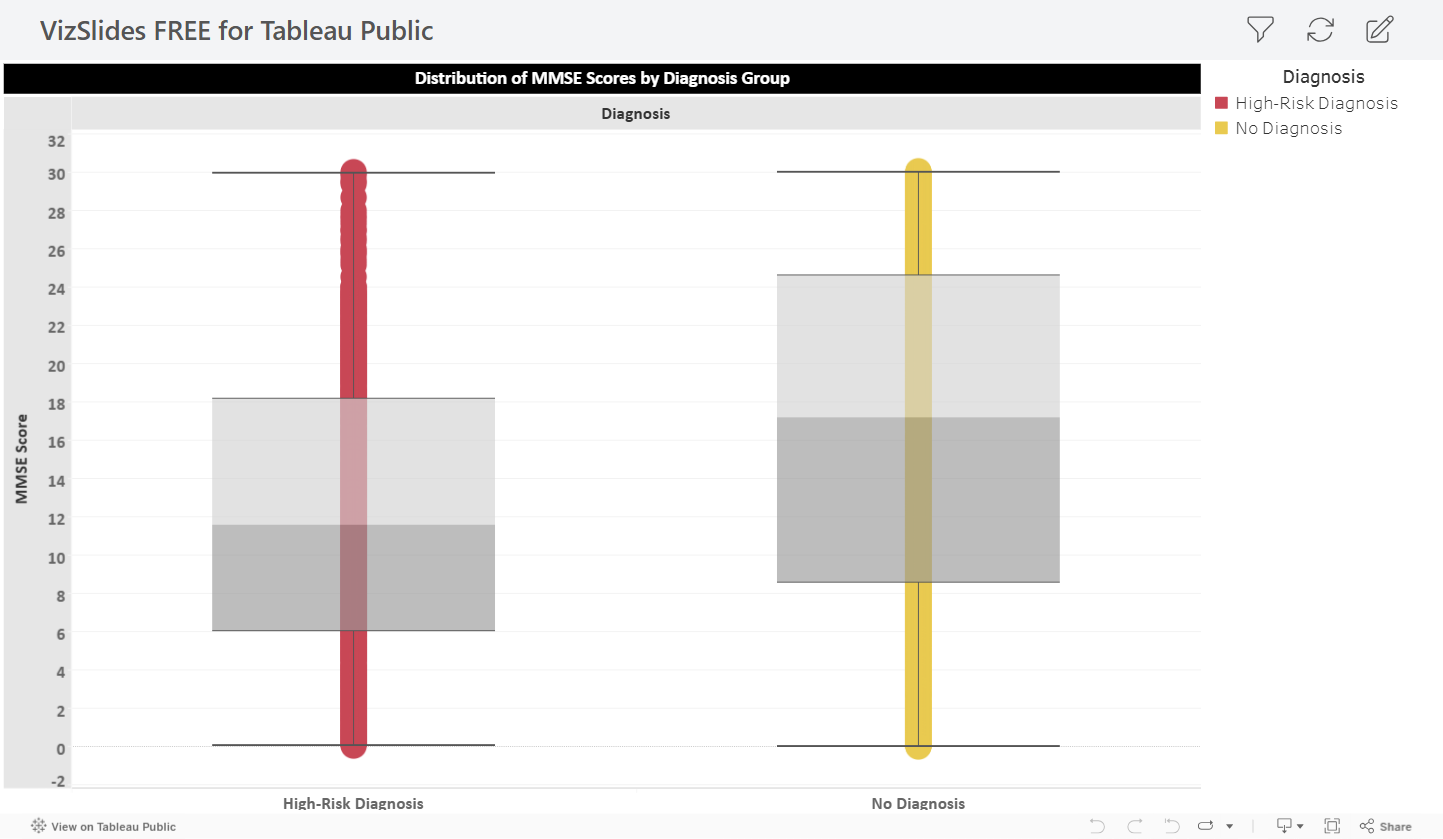 VizSlides FREE for Tableau Public
Distribution of MMSE Scores by Diagnosis Group
Diagnosis
Diagnosis
High-Risk Diagnosis
No Diagnosis
MMSE Score
32
30
28
26
24
22
20
18
16
14
12
10
8
6
4
2
0
-2
High-Risk Diagnosis
No Diagnosis
View on Tableau Public
Share